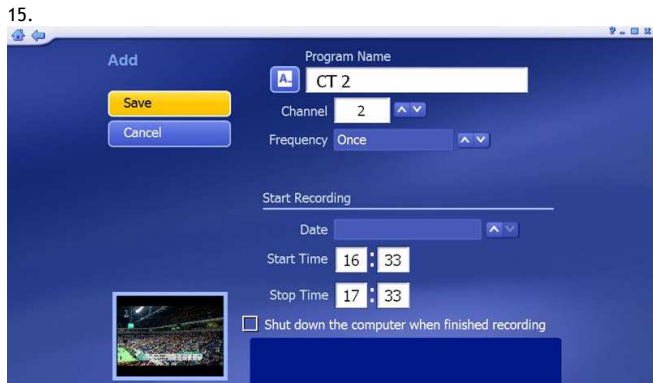 15.
Add
Program Name
A
CT 2
Save
Channel 2
Cancel
Frequency Once
Start Recording
Date
Start Time 16 : 33
Stop Time 17 : 33
Shut down the computer when finished recording